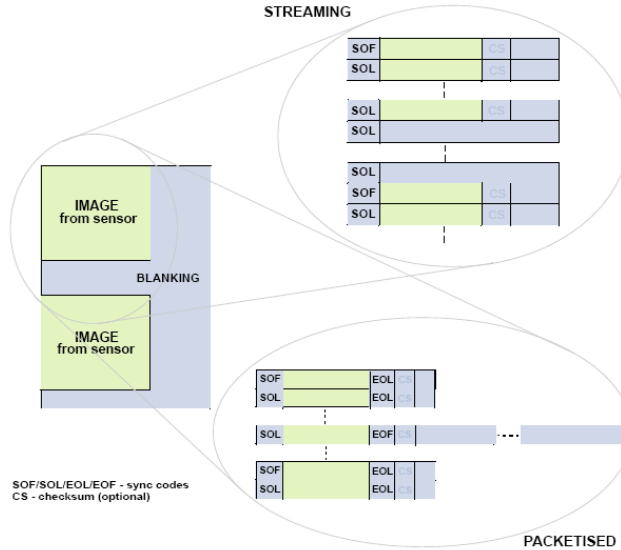 STREAMING
SOF CS
SOL CS
SOL CS
SOL
SOL
SOF CS
SOL CS
IMAGE
from sensor
BLANKING
IMAGE
from sensor
SOF EOL CS
SOL EOL CS
SOL EOF CS
SOF EOL CS
SOL EOL CS
SOF/SOL/EOL/EOF - sync codes
CS - checksum (optional)
PACKETISED